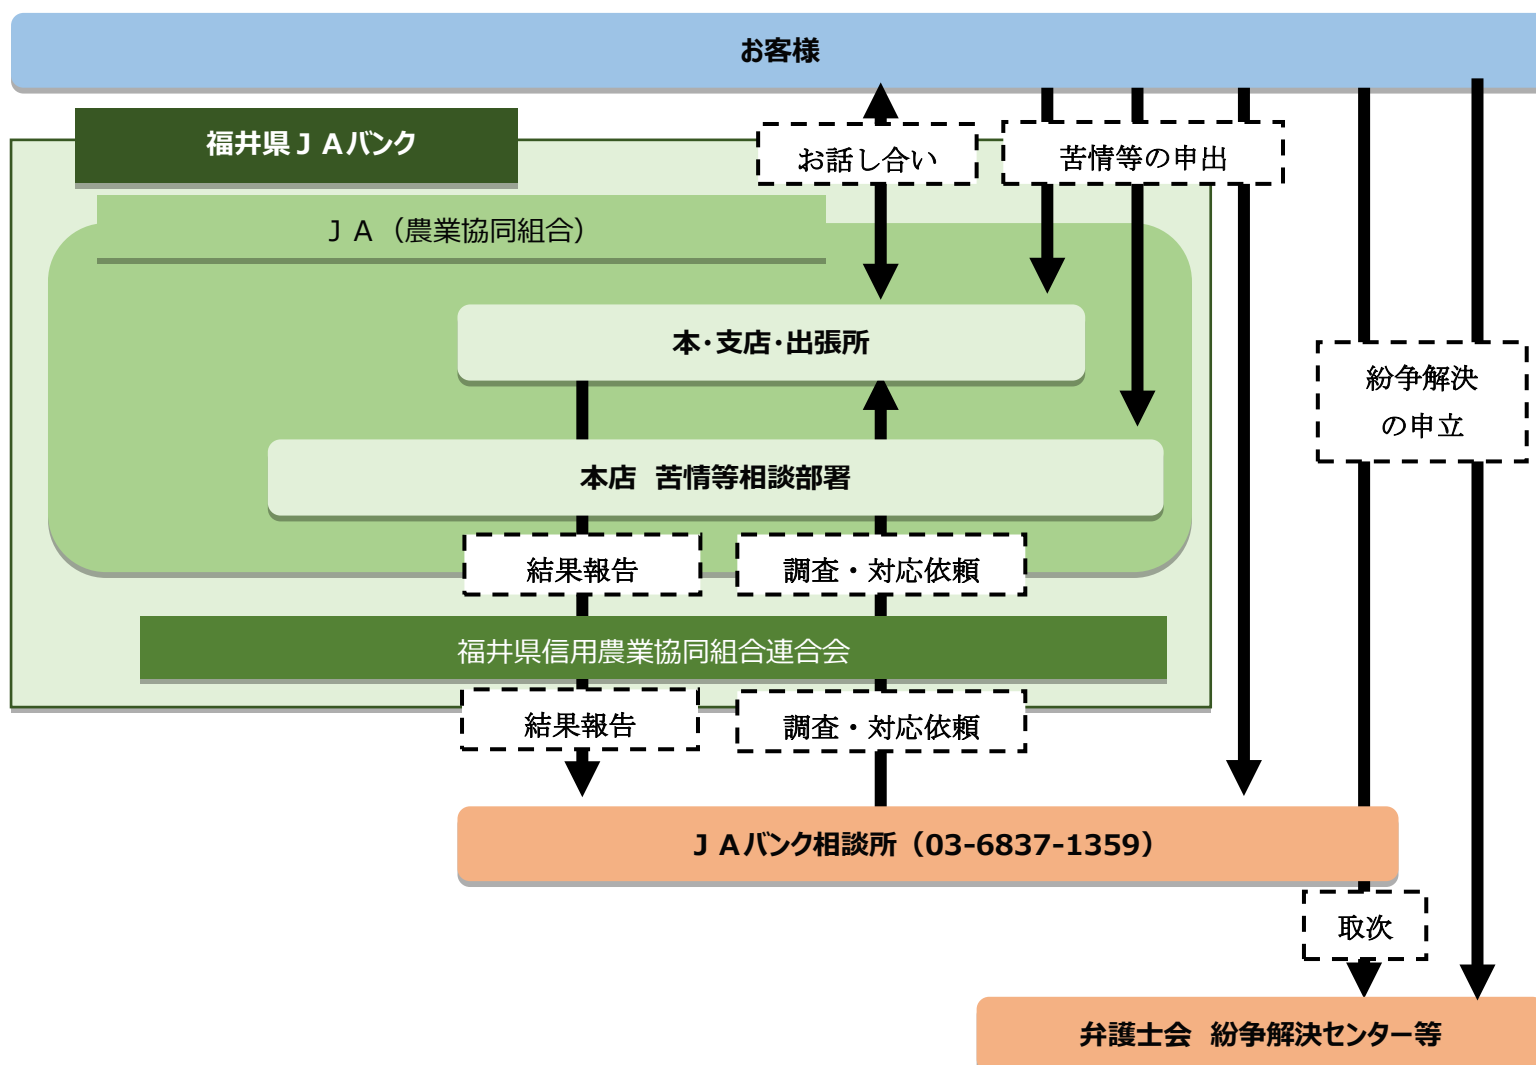 お客様
福井県ＪＡバンク
お話し合い
苦情等の申出
ＪＡ（農業協同組合）
本・支店・出張所
紛争解決
の申立
本店　苦情等相談部署
結果報告
調査・対応依頼
福井県信用農業協同組合連合会
結果報告
調査・対応依頼
ＪＡバンク相談所（03-6837-1359）
取次
弁護士会　紛争解決センター等